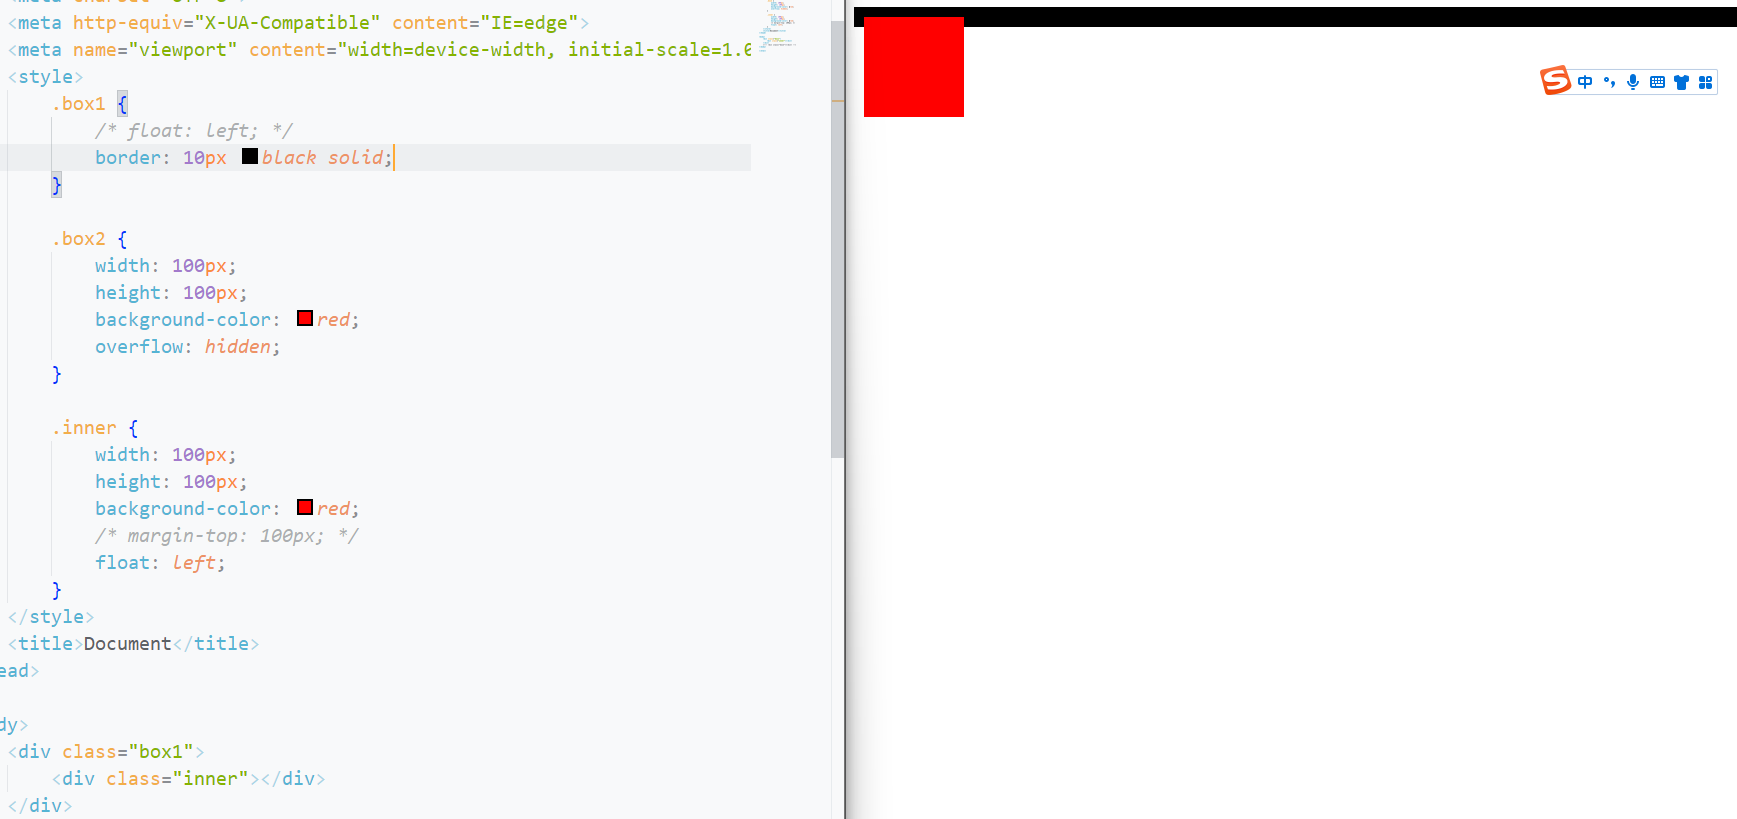 <meta http-equiv="X-UA-Compatible" content="IE=edge">
<meta name="viewport" content="width=device-width, initial-scale=1.0
<style>
.box1 {
/* float: left; */
border: 10px black solid;
}
.box2 {
width: 100px;
height: 100px;
background-color: red;
overflow: hidden;
}
.inner {
width: 100px;
height: 100px;
background-color: red;
/* margin-top: 100px; */
float: left;
}
</style>
<title>Document</title>
ead>
dy>
<div class="box1">
<div class="inner"></div>
</div>
S 中 °,